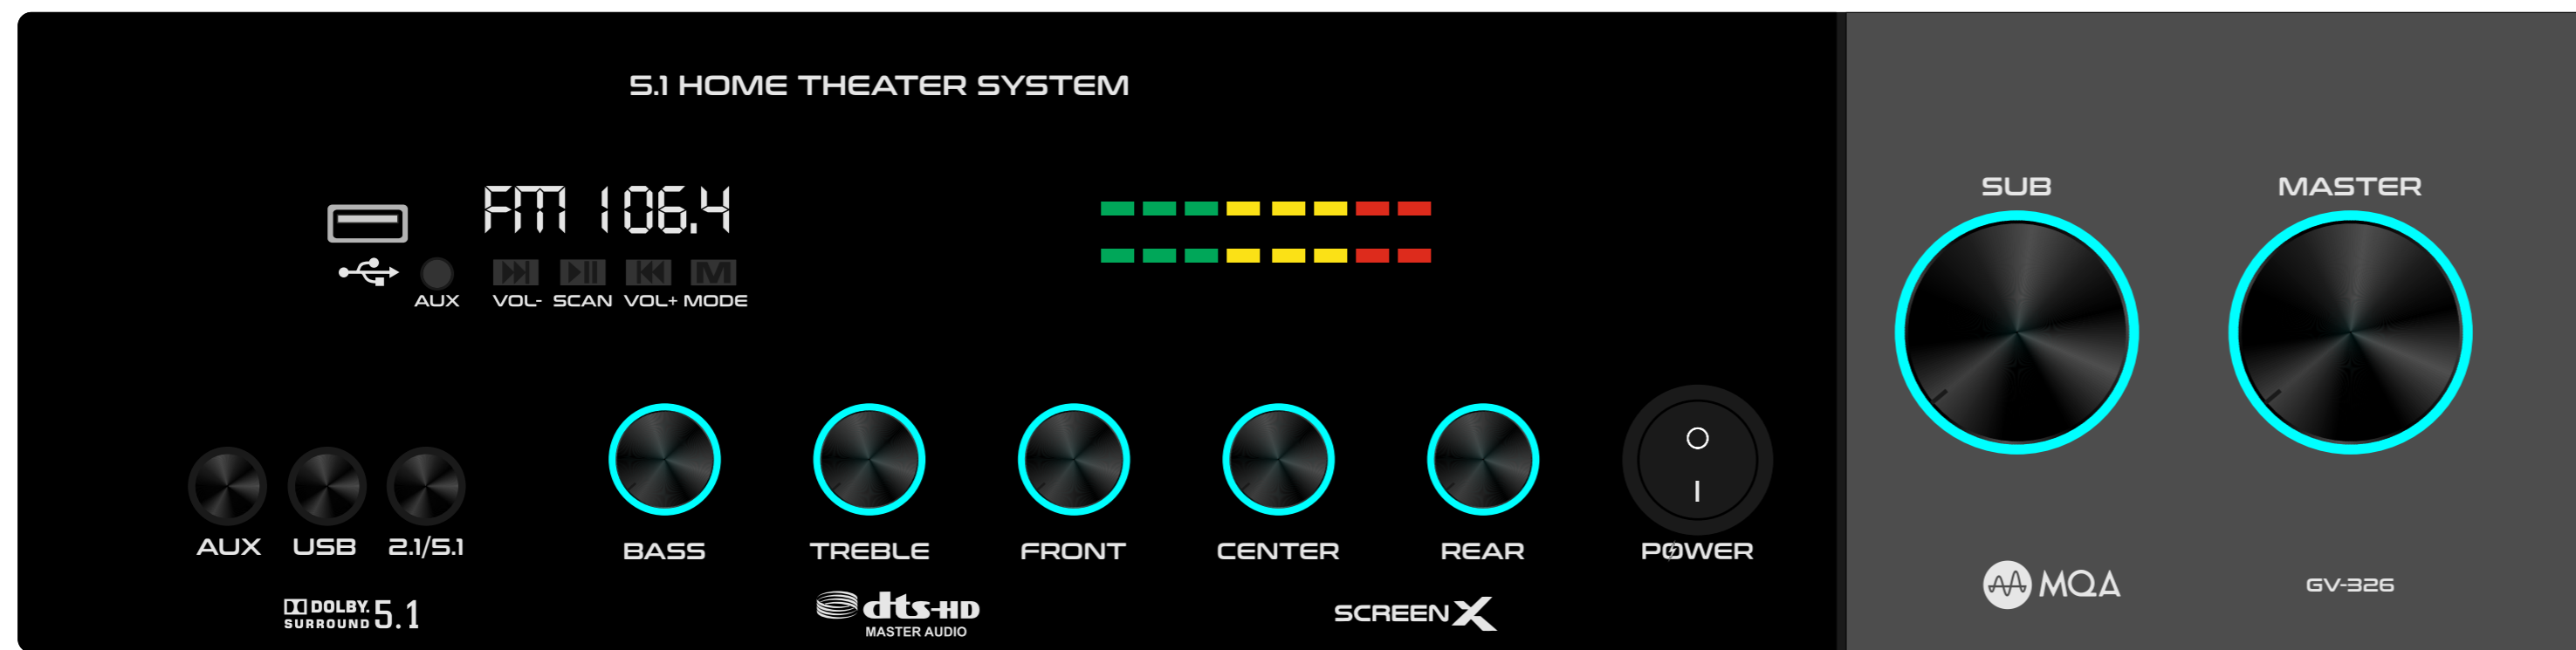 5.1 HOME THEATER SYSTEM
FM 106.4
AUX VOL- SCAN VOL+ MODE
M
SUB MASTER
AUX USB 2.1/5.1
BASS TREBLE FRONT CENTER REAR POWER
DOLBY.
SURROUND 5.1
dts-HD
MASTER AUDIO
SCREENX
MQA
GV-326